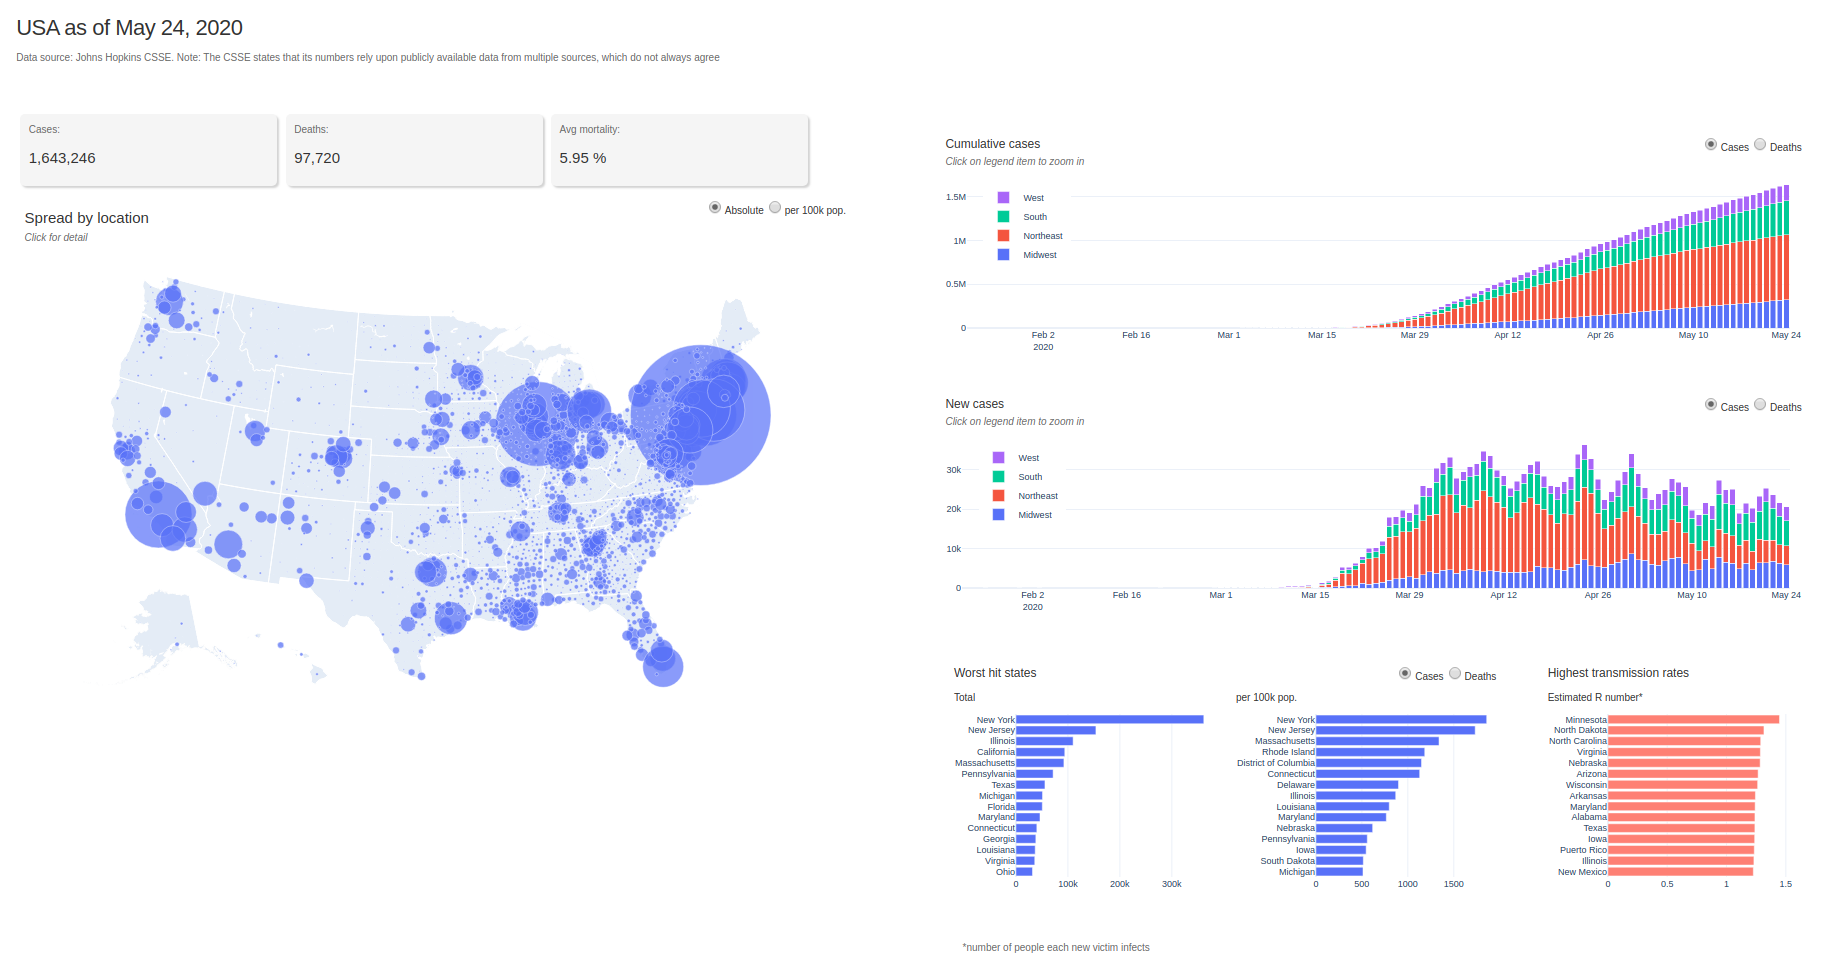 USA as of May 24, 2020
Data source: Johns Hopkins CSSE. Note: The CSSE states that its numbers rely upon publicly available data from multiple sources, which do not always agree
Cases:
1,643,246
Deaths:
97,720
Avg mortality:
5.95 %
Spread by location
Click for detail
Absolute per 100k pop.
Cumulative cases
Click on legend item to zoom in
Cases Deaths
West
South
Northeast
Midwest
1.5M
1M
0.5M
0
Feb 2 Feb 16 Mar 1 Mar 15 Mar 29 Apr 12 Apr 26 May 10 May 24
2020
New cases
Click on legend item to zoom in
Cases Deaths
West
South
Northeast
Midwest
30k
20k
10k
0
Feb 2 Feb 16 Mar 1 Mar 15 Mar 29 Apr 12 Apr 26 May 10 May 24
2020
Worst hit states
Cases Deaths
Total
New York
New Jersey
Illinois
California
Massachusetts
Pennsylvania
Texas
Michigan
Florida
Maryland
Connecticut
Georgia
Louisiana
Virginia
Ohio
0 100k 200k 300k
per 100k pop.
New York
New Jersey
Massachusetts
Rhode Island
District of Columbia
Connecticut
Delaware
Illinois
Louisiana
Maryland
Nebraska
Pennsylvania
Iowa
South Dakota
Michigan
0 500 1000 1500
Highest transmission rates
Estimated R number*
Minnesota
North Dakota
North Carolina
Virginia
Nebraska
Arizona
Wisconsin
Arkansas
Maryland
Alabama
Texas
Iowa
Puerto Rico
Illinois
New Mexico
0 0.5 1 1.5
*number of people each new victim infects